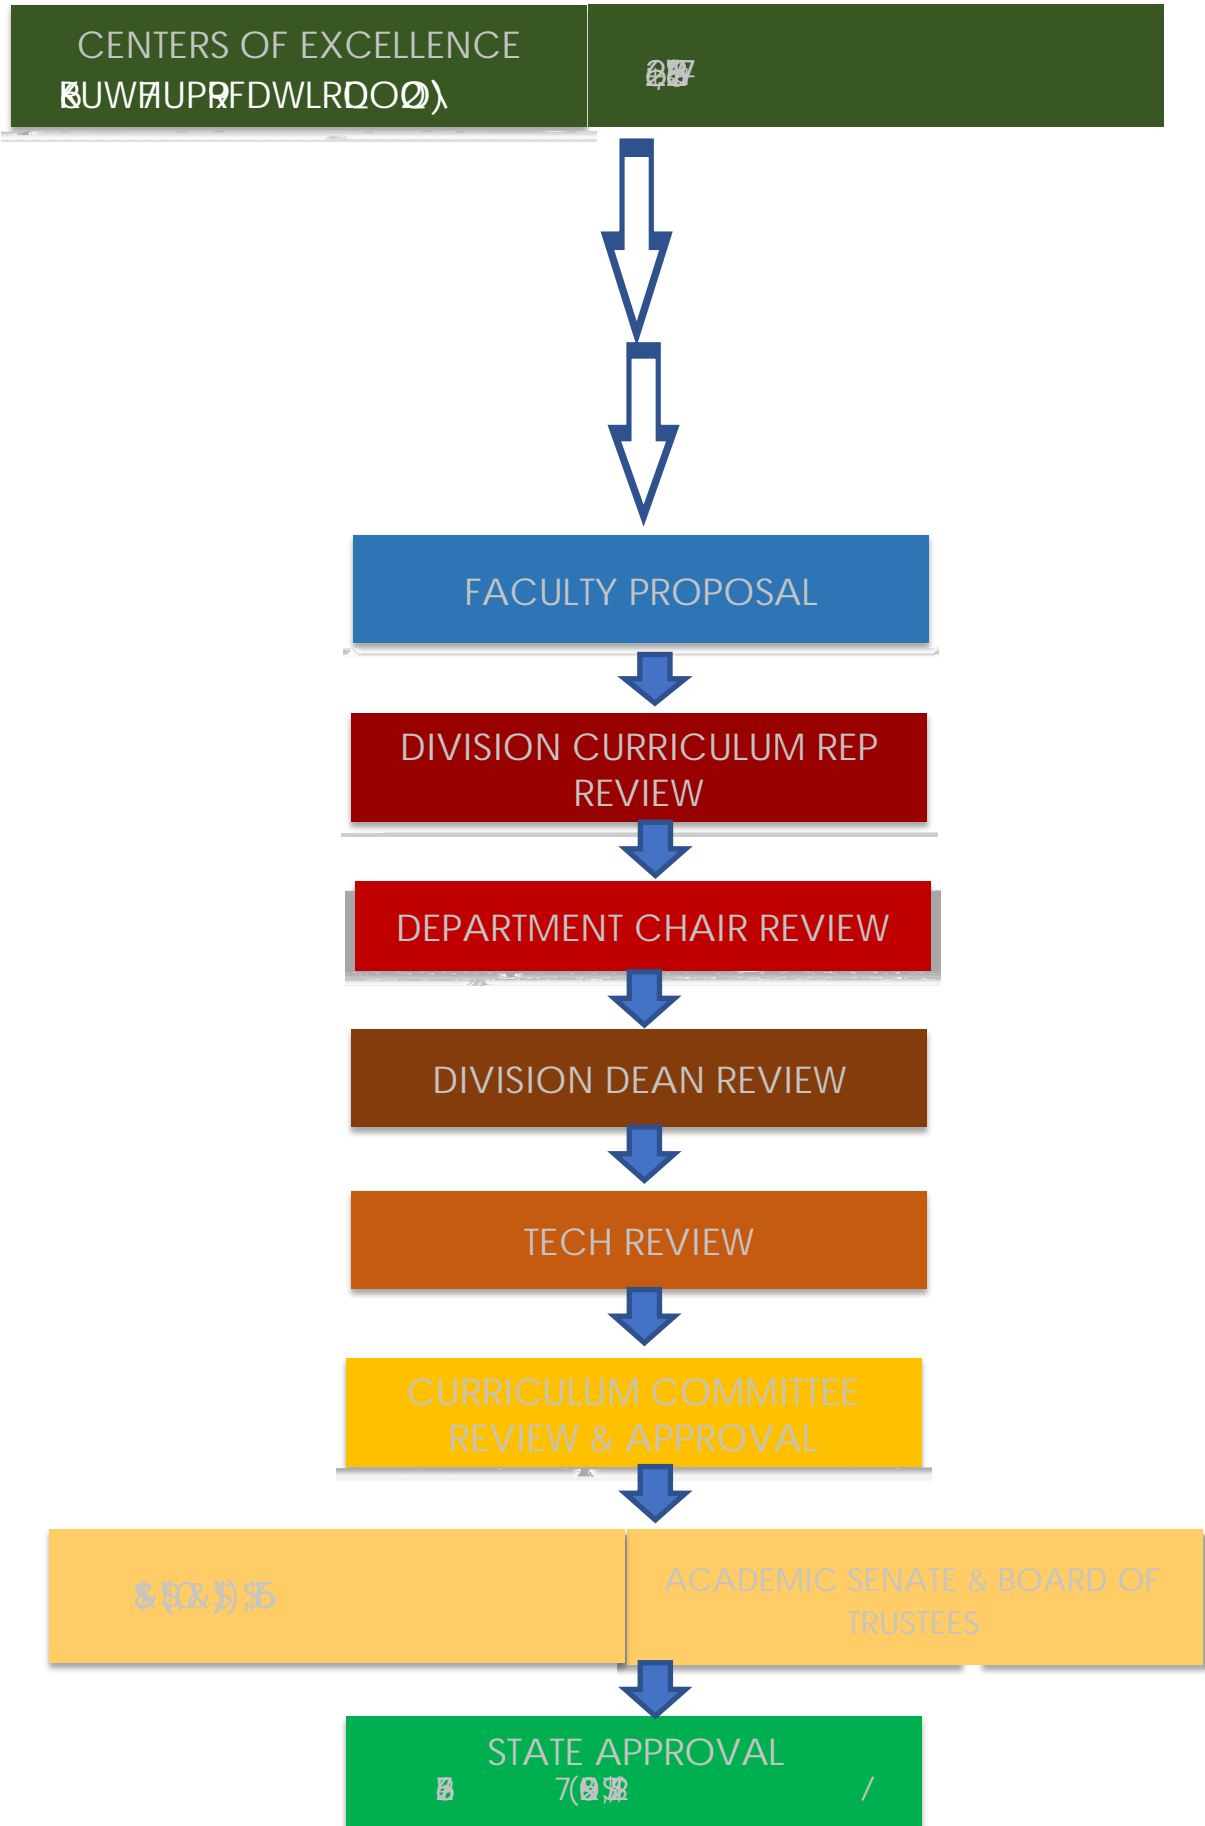 CENTERS OF EXCELLENCE
FACULTY PROPOSAL
DIVISION CURRICULUM REP
REVIEW
DEPARTMENT CHAIR REVIEW
DIVISION DEAN REVIEW
TECH REVIEW
CURRICULUM COMMITTEE
REVIEW & APPROVAL
ACADEMIC SENATE & BOARD OF
TRUSTEES
STATE APPROVAL